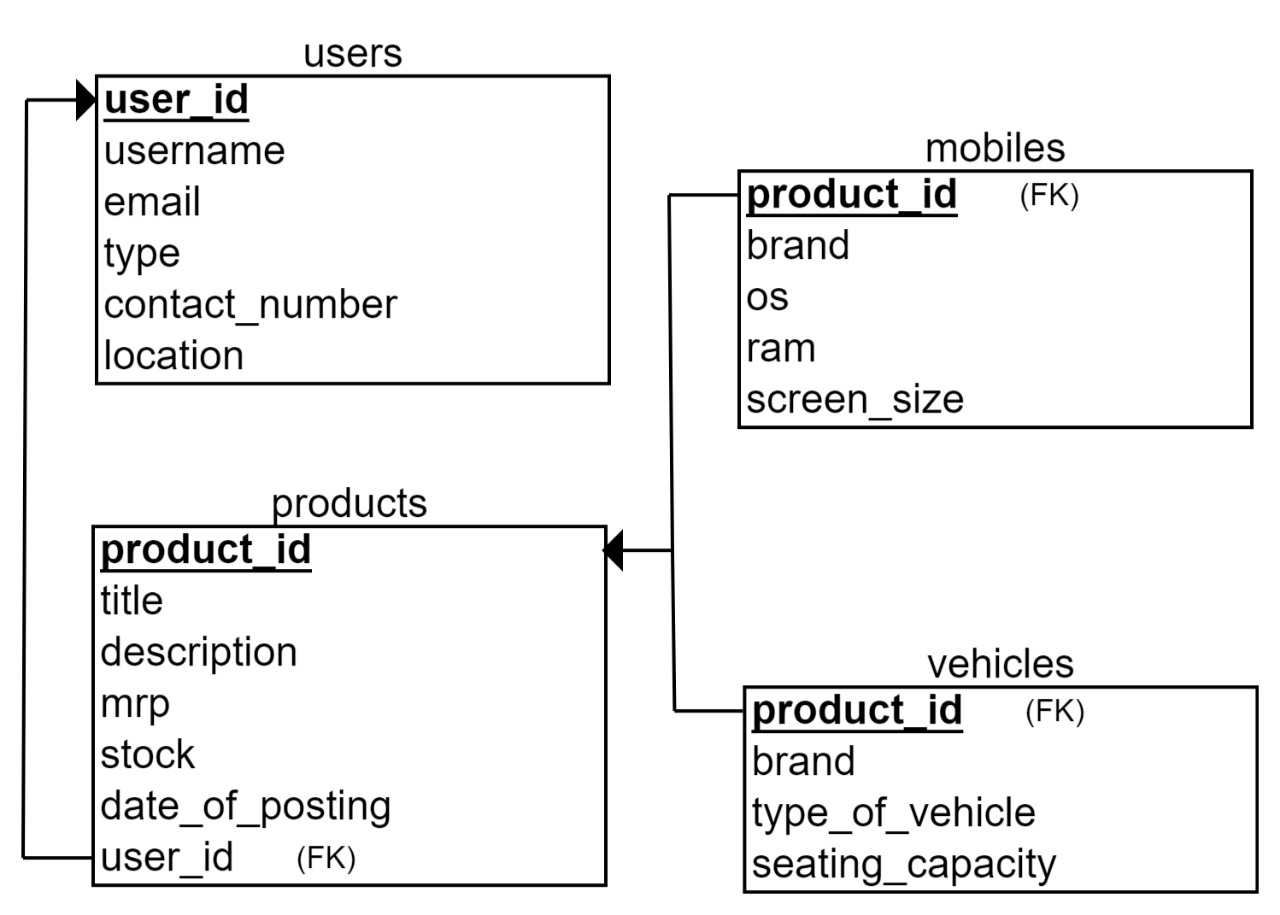 users
user_id
username
email
type
contact_number
location
products
product_id
title
description
mrp
stock
date_of_posting
user_id (FK)
mobiles
product_id (FK)
brand
os
ram
screen_size
vehicles
product_id (FK)
brand
type_of_vehicle
seating_capacity